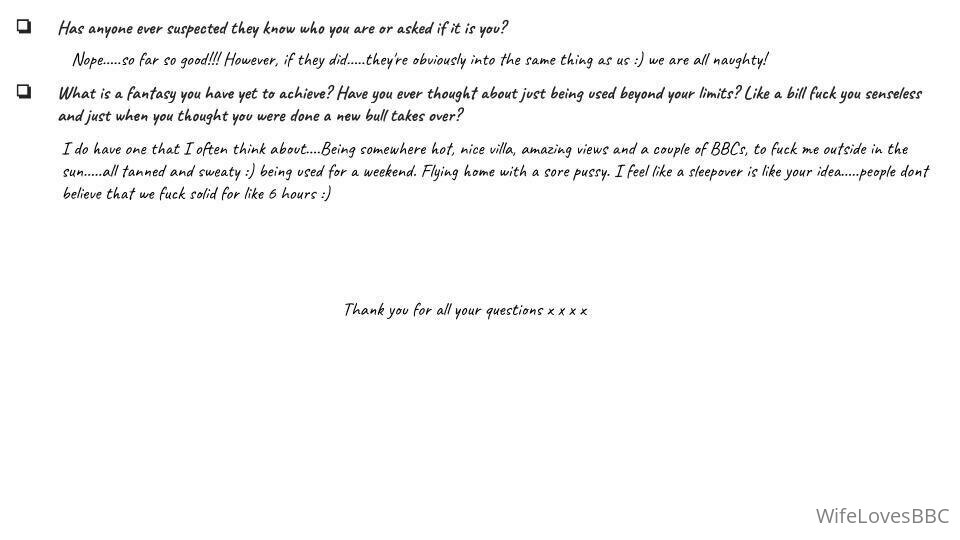 Has anyone ever suspected they know who you are or asked if it is you?
Nope.....so far so good!!! However, if they did.....they're obviously into the same thing as us :) we are all naughty!
What is a fantasy you have yet to achieve? Have you ever thought about just being used beyond your limits? Like a bill fuck you senseless
and just when you thought you were done a new bull takes over?
I do have one that I often think about....Being somewhere hot, nice villa, amazing views and a couple of BBCs, to fuck me outside in the
sun.....all tanned and sweaty :) being used for a weekend. Flying home with a sore pussy. I feel like a sleepover is like your idea.....people dont
believe that we fuck solid for like 6 hours :)
Thank you for all your questions x x x x
WifeLovesBBC